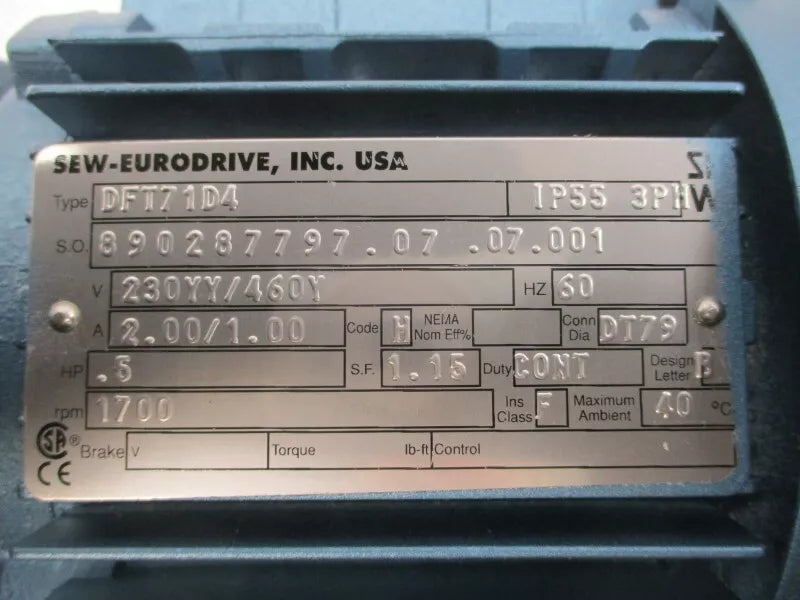 SEW-EURODRIVE, INC. USA
Type DFT71D4 IP55 3PH
S.O. 890287797.07.07.001
V 230YY/460Y HZ 60
A 2.00/1.00 Code H NEMA Nom Eff% Conn Dia DT79
HP .5 S.F. 1.15 Duty CONT Design Letter B
rpm 1700 Ins Class F Maximum Ambient 40 °C
SA ® Brake V Torque lb-ft Control
CE